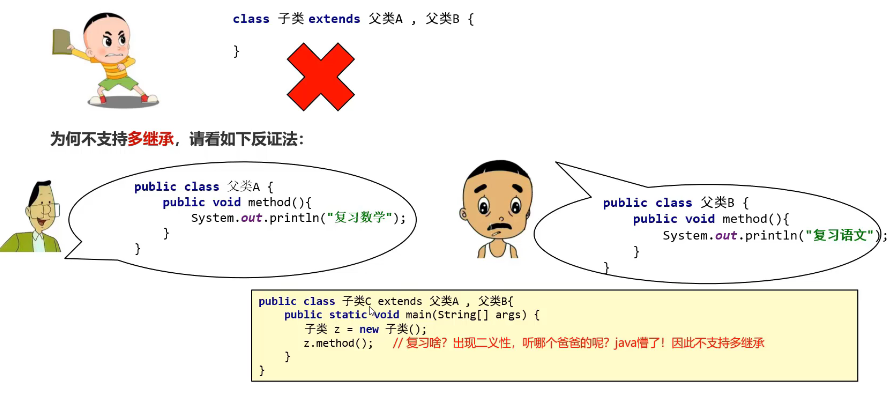 class 子类 extends 父类A , 父类B {
}
为何不支持多继承，请看如下反证法：
public class 父类A {
public void method(){
System.out.println("复习数学");
}
}
public class 父类B {
public void method(){
System.out.println("复习语文");
}
}
public class 子类C extends 父类A , 父类B{
public static void main(String[] args) {
子类 z = new 子类();
z.method(); // 复习啥？出现二义性，听哪个爸爸的呢？java懵了！因此不支持多继承
}
}